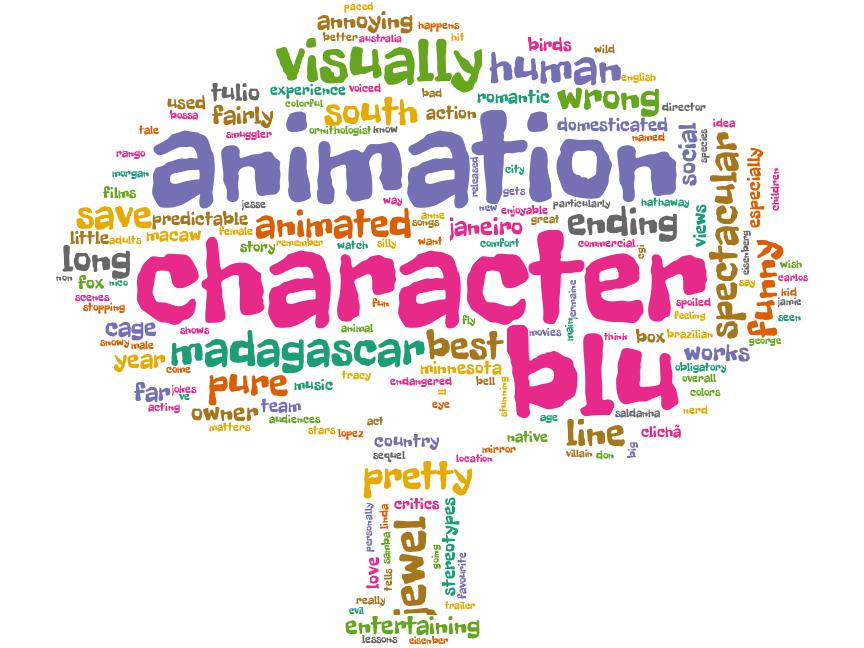 paced
annoying happens
better australia hit
visually birds wild
human english
tulio experience voiced bad romantic wrong
used colorful director
bossa fairly south action
tale smuggler ornithologist know domesticated social idea
named species
rango animation spectacular especially
morgan released city children
films jesse way gets hathaway
new enjoyable particularly
save predictable female animated songs anne great ending views
little adults macaw janeiro eisenberg
story remember watch silly want comfort commercial cgi
long character funny wish
non fox nico say carlos
scenes fun spoiled kid
stopping jermaine jamie
cage shows animal fly feeling seen
snowy male movies main think box brazilian george
year madagascar best blu works
come minnesota obligatory
far jokes pure music tracy endangered bell overall
ve stunning colors
acting owner team eye saldanha nerd
matters audiences act age
stars lopez country native line clichã
sequel mirror villain don big
location
pretty
personally linda critics stereotypes
love samba jewel going favourite
tells
really trailer
evil
entertaining
lessons eisenber